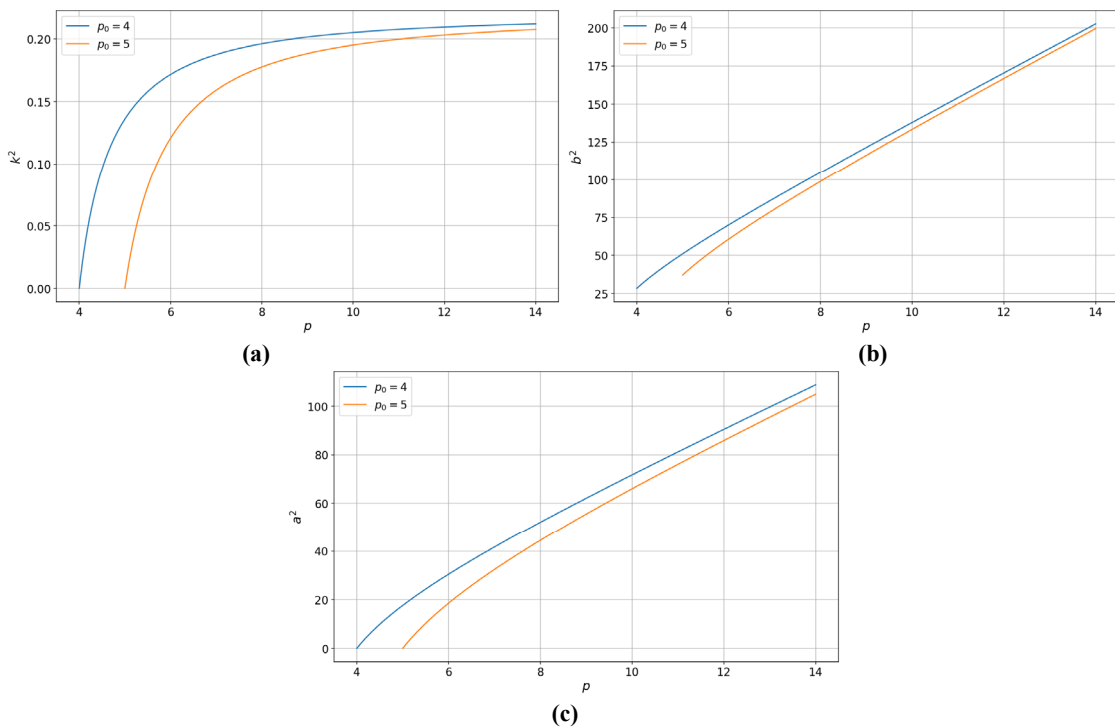 p₀ = 4
p₀ = 5
0.20
0.15
0.10
0.05
0.00
k²
4 6 8 10 12 14
p
(a)
p₀ = 4
p₀ = 5
200
175
150
125
100
75
50
25
b²
4 6 8 10 12 14
p
(b)
p₀ = 4
p₀ = 5
100
80
60
40
20
0
a²
4 6 8 10 12 14
p
(c)